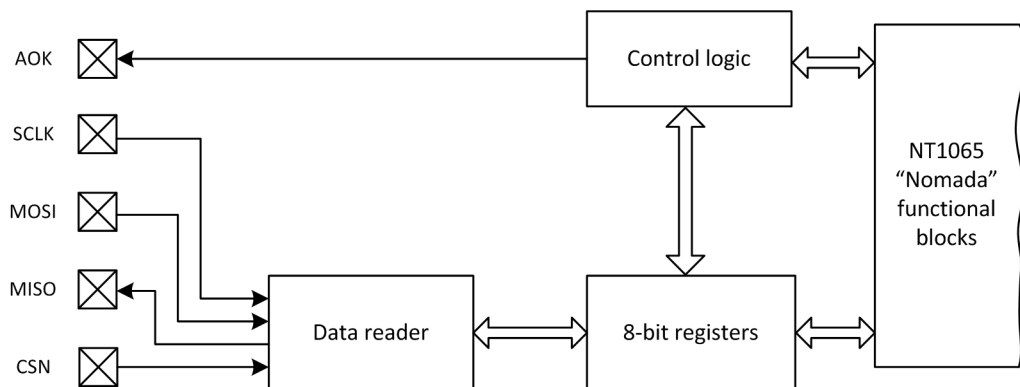 AOK
Control logic
SCLK
NT1065
“Nomada”
functional
blocks
MOSI
MISO
Data reader
8-bit registers
CSN